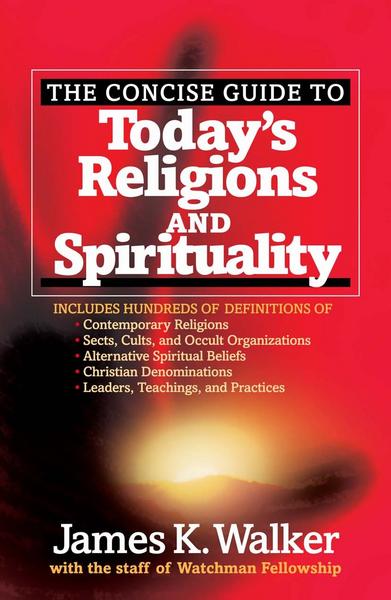 THE CONCISE GUIDE TO
Today's
Religions
AND
Spirituality
INCLUDES HUNDREDS OF DEFINITIONS OF
• Contemporary Religions
• Sects, Cults, and Occult Organizations
• Alternative Spiritual Beliefs
• Christian Denominations
• Leaders, Teachings, and Practices
James K. Walker
with the staff of Watchman Fellowship